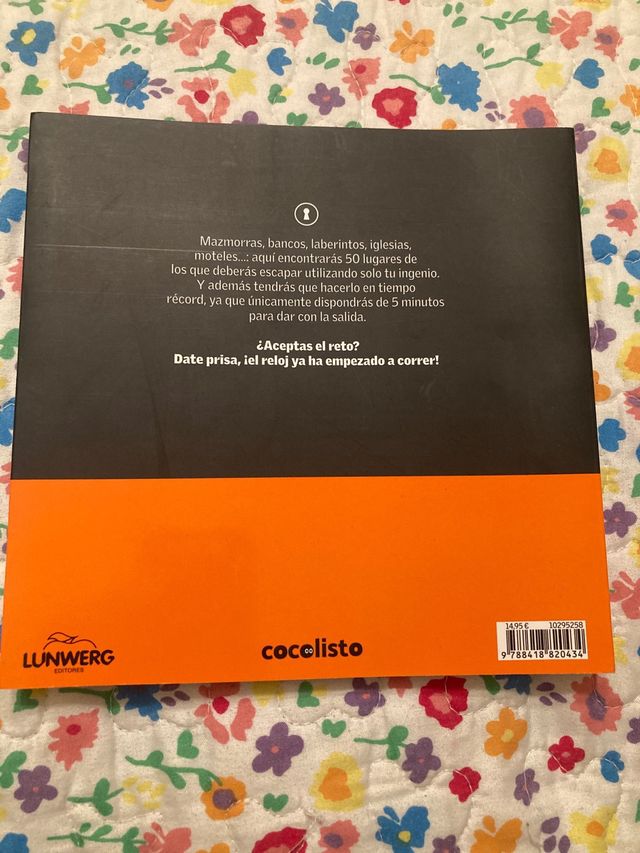 Mazmorras, bancos, laberintos, iglesias,
moteles...: aquí encontrarás 50 lugares de
los que deberás escapar utilizando solo tu ingenio.
Y además tendrás que hacerlo en tiempo
récord, ya que únicamente dispondrás de 5 minutos
para dar con la salida.
¿Aceptas el reto?
Date prisa, ¡el reloj ya ha empezado a correr!
LUNWERG
EDITORES
cocolisto
14,95 € 10295258
9 788418 820434